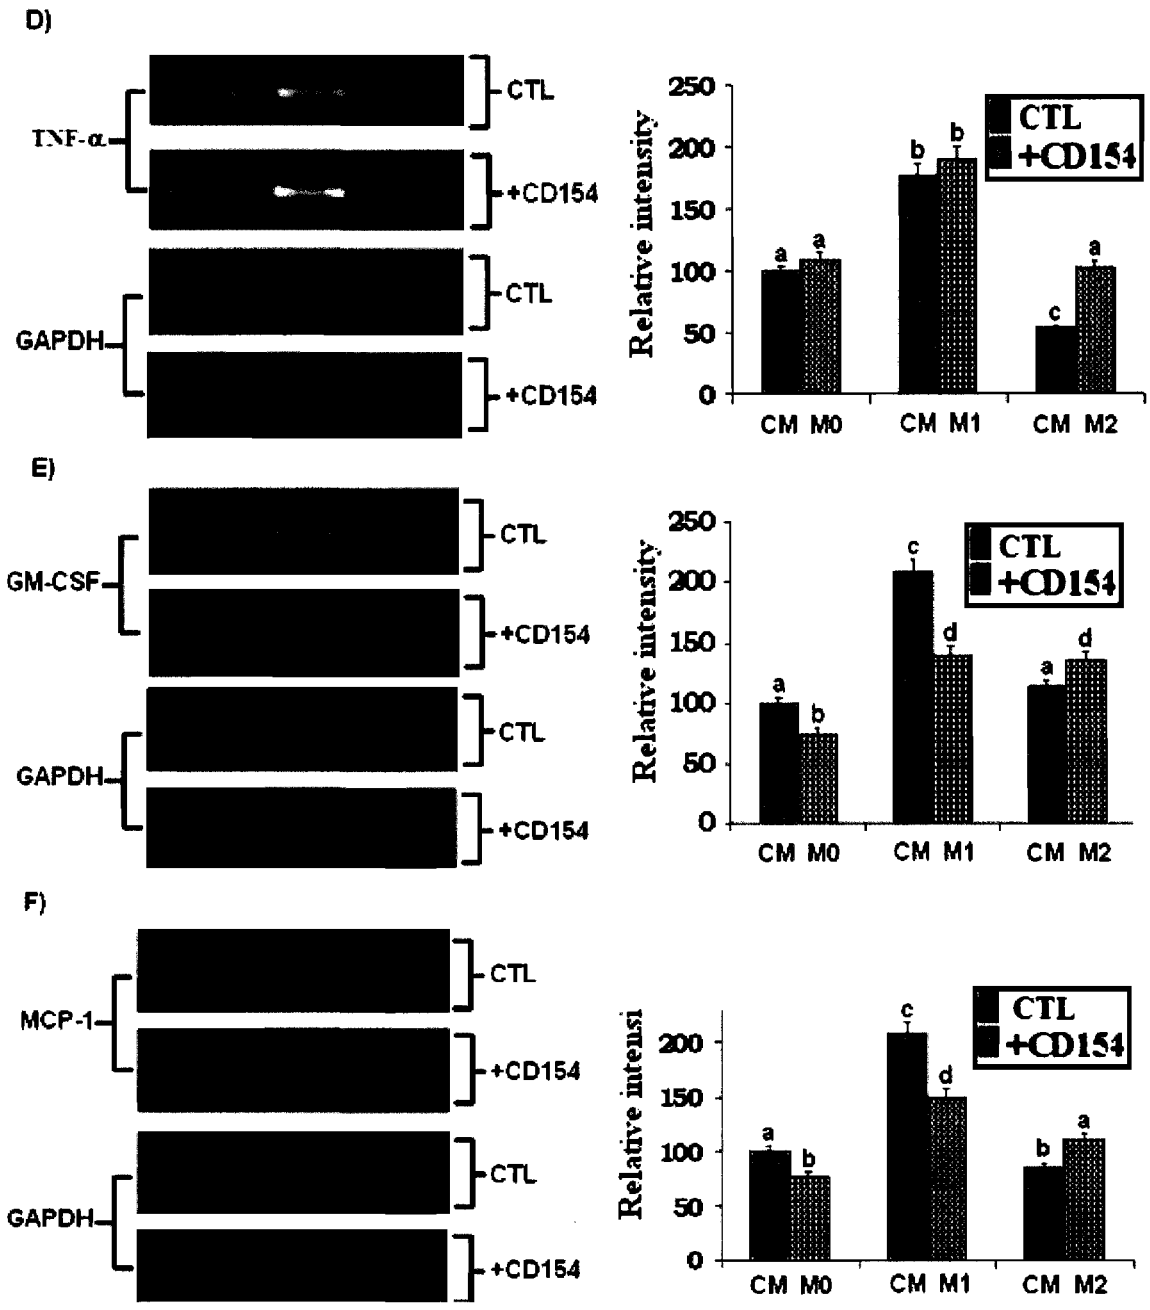 D)
TNF-α
CTL
+CD154
GAPDH
CTL
+CD154
Relative intensity
250
200
150
100
50
0
a
a
b
b
c
a
CM M0
CM M1
CM M2
CTL
+CD154
E)
GM-CSF
CTL
+CD154
GAPDH
CTL
+CD154
Relative intensity
250
200
150
100
50
0
a
b
c
d
a
d
CM M0
CM M1
CM M2
CTL
+CD154
F)
MCP-1
CTL
+CD154
GAPDH
CTL
+CD154
Relative intensi
200
150
100
50
0
a
b
c
d
b
a
CM M0
CM M1
CM M2
CTL
+CD154